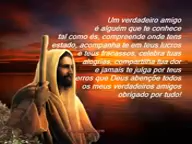 Um verdadeiro amigo
é alguém que te conhece
tal como és, compreende onde tens
estado, acompanha-te em teus lucros
e teus fracassos, celebra tuas
alegrias, compartilha tua dor
e jamais te julga por teus
erros que Deus abençõe todos
os meus verdadeiros amigos
obrigado por tudo!